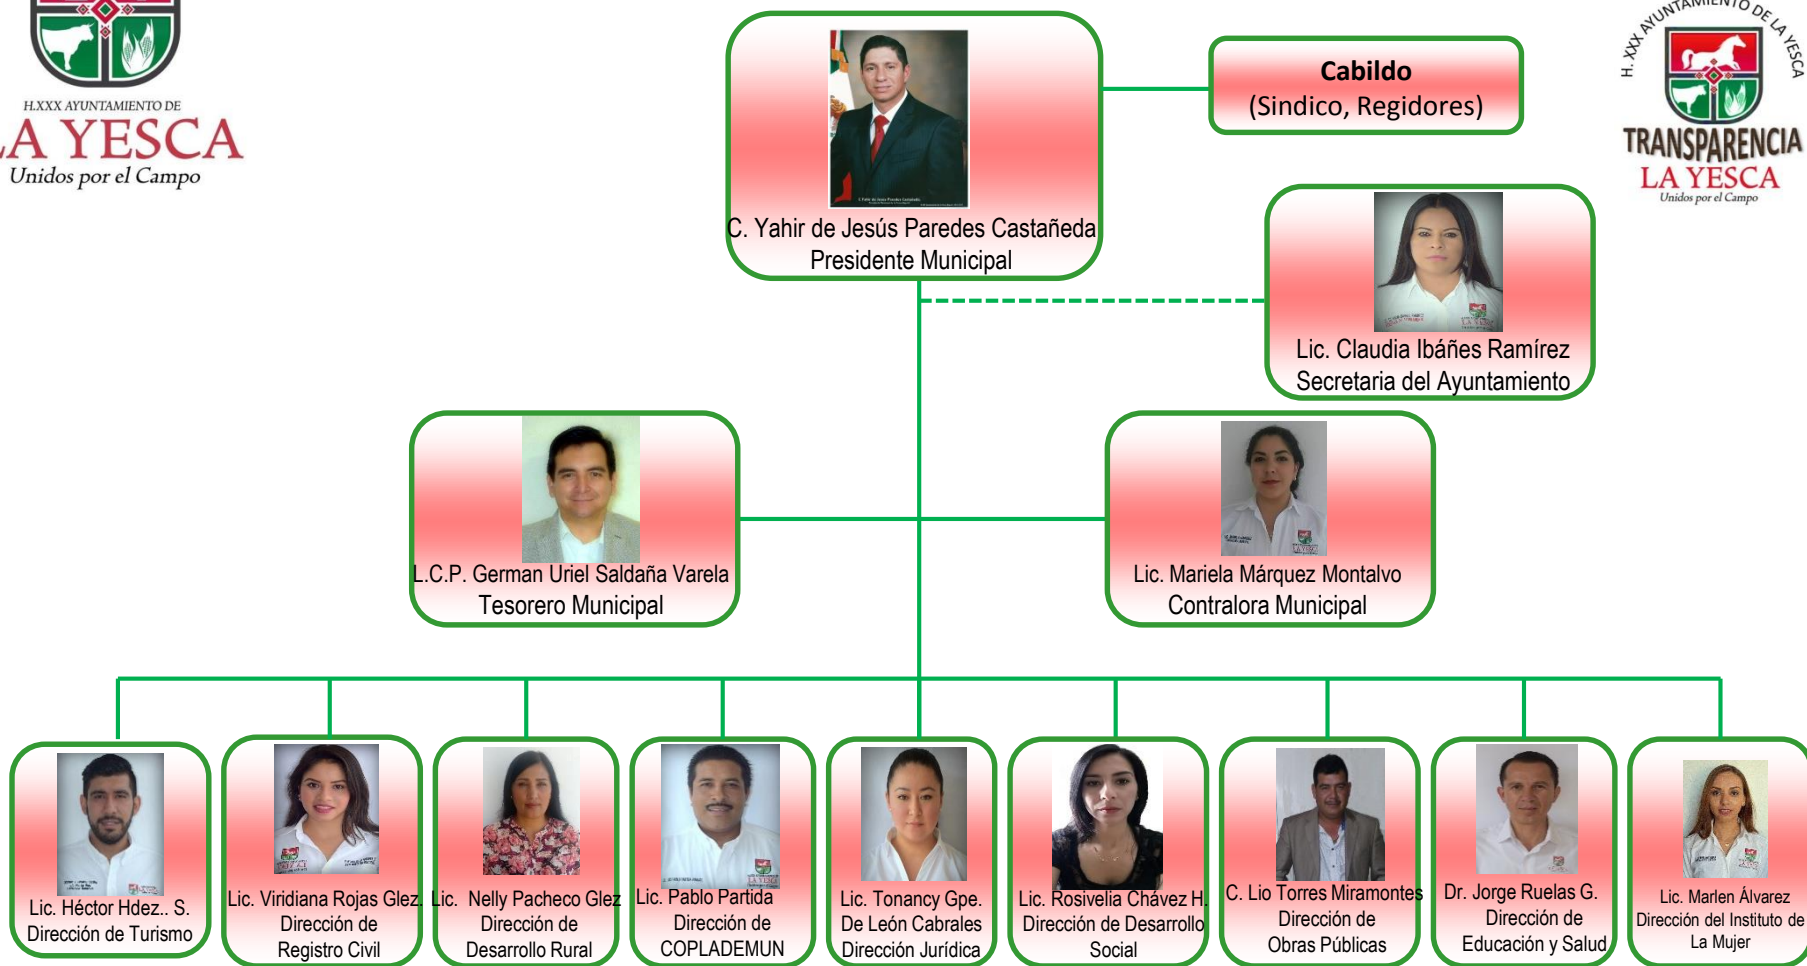 H.XXX AYUNTAMIENTO DE
LA YESCA
Unidos por el Campo
C. Yahir de Jesús Paredes Castañeda
Presidente Municipal
Cabildo
(Sindico, Regidores)
H. XXX AYUNTAMIENTO DE LA YESCA
TRANSPARENCIA
LA YESCA
Unidos por el Campo
Lic. Claudia Ibáñes Ramírez
Secretaria del Ayuntamiento
L.C.P. German Uriel Saldaña Varela
Tesorero Municipal
Lic. Mariela Márquez Montalvo
Contralora Municipal
Lic. Héctor Hdez.. S.
Dirección de Turismo
Lic. Viridiana Rojas Glez.
Dirección de
Registro Civil
Lic. Nelly Pacheco Glez
Dirección de
Desarrollo Rural
Lic. Pablo Partida
Dirección de
COPLADEMUN
Lic. Tonancy Gpe.
De León Cabrales
Dirección Jurídica
Lic. Rosivelia Chávez H.
Dirección de Desarrollo
Social
C. Lio Torres Miramontes
Dirección de
Obras Públicas
Dr. Jorge Ruelas G.
Dirección de
Educación y Salud
Lic. Marlen Álvarez
Dirección del Instituto de
La Mujer